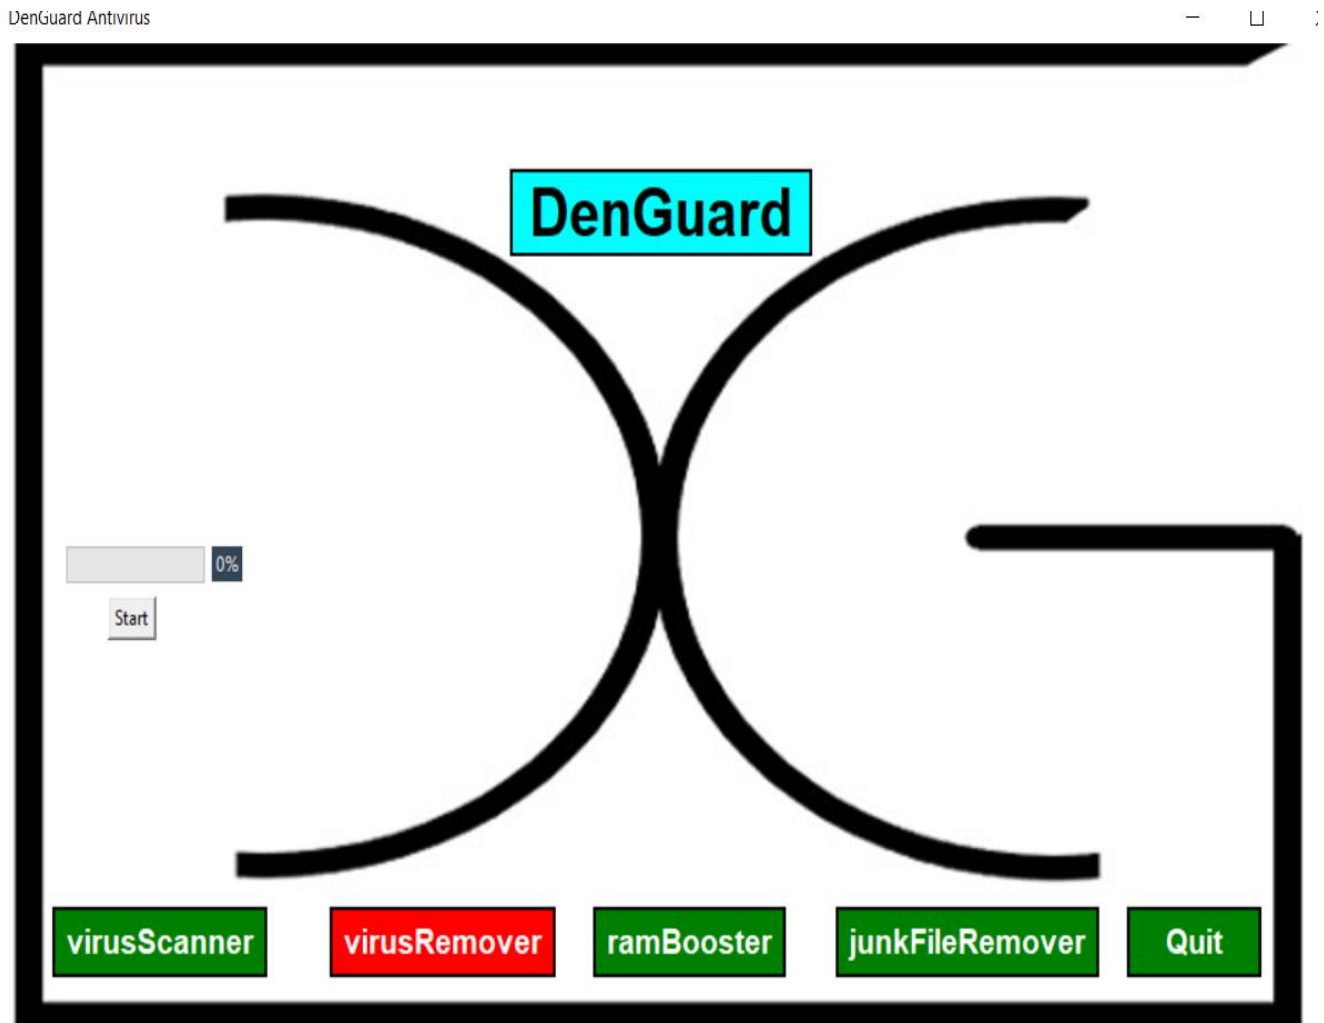 DenGuard Antivirus
DenGuard
0%
Start
virusScanner virusRemover ramBooster junkFileRemover Quit